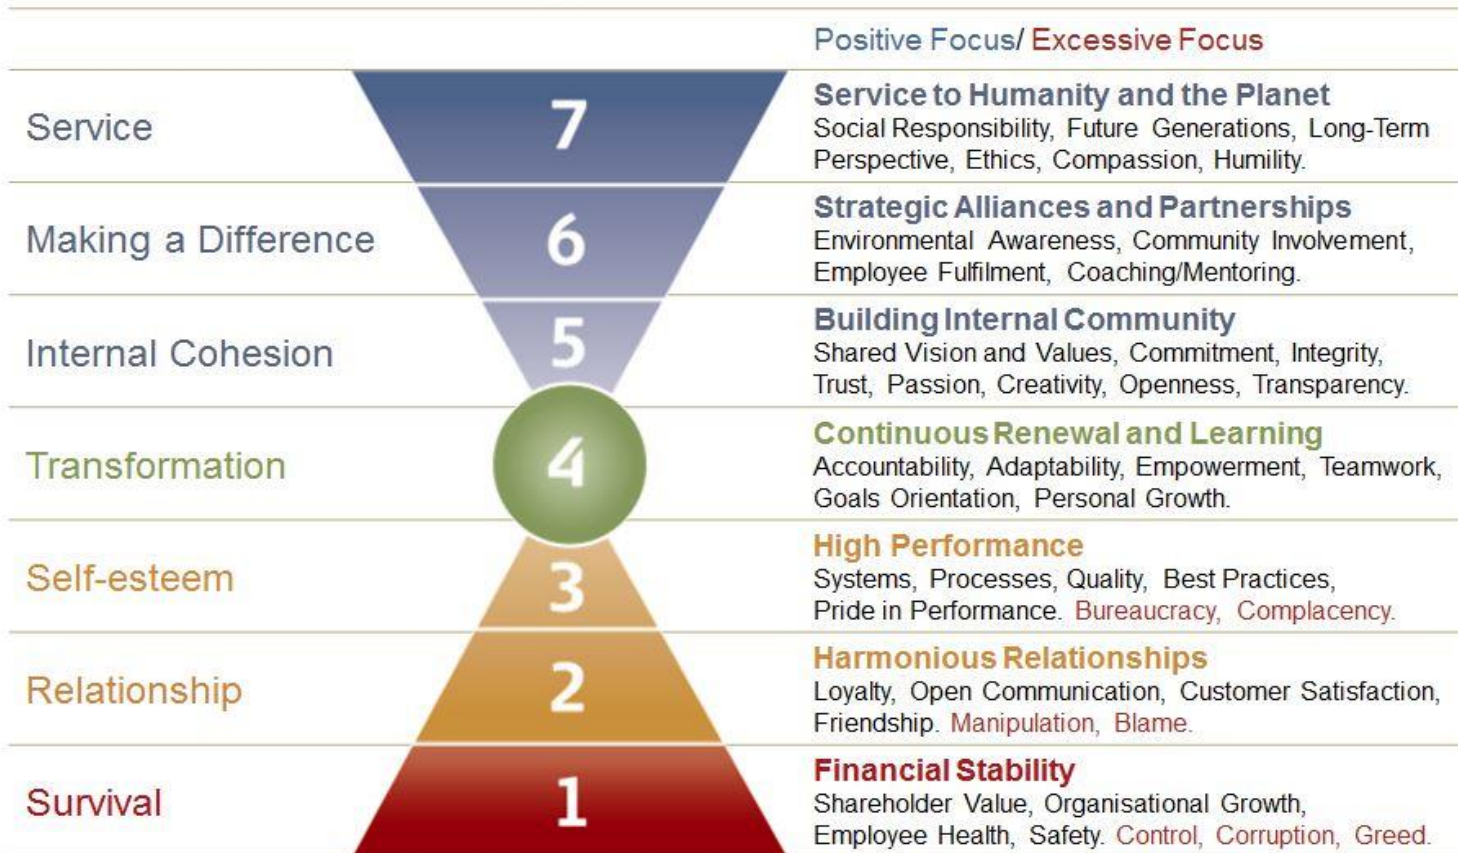 Positive Focus/ Excessive Focus
Service
7
Service to Humanity and the Planet
Social Responsibility, Future Generations, Long-Term
Perspective, Ethics, Compassion, Humility.
Making a Difference
6
Strategic Alliances and Partnerships
Environmental Awareness, Community Involvement,
Employee Fulfilment, Coaching/Mentoring.
Internal Cohesion
5
Building Internal Community
Shared Vision and Values, Commitment, Integrity,
Trust, Passion, Creativity, Openness, Transparency.
Transformation
4
Continuous Renewal and Learning
Accountability, Adaptability, Empowerment, Teamwork,
Goals Orientation, Personal Growth.
Self-esteem
3
High Performance
Systems, Processes, Quality, Best Practices,
Pride in Performance. Bureaucracy, Complacency.
Relationship
2
Harmonious Relationships
Loyalty, Open Communication, Customer Satisfaction,
Friendship. Manipulation, Blame.
Survival
1
Financial Stability
Shareholder Value, Organisational Growth,
Employee Health, Safety. Control, Corruption, Greed.